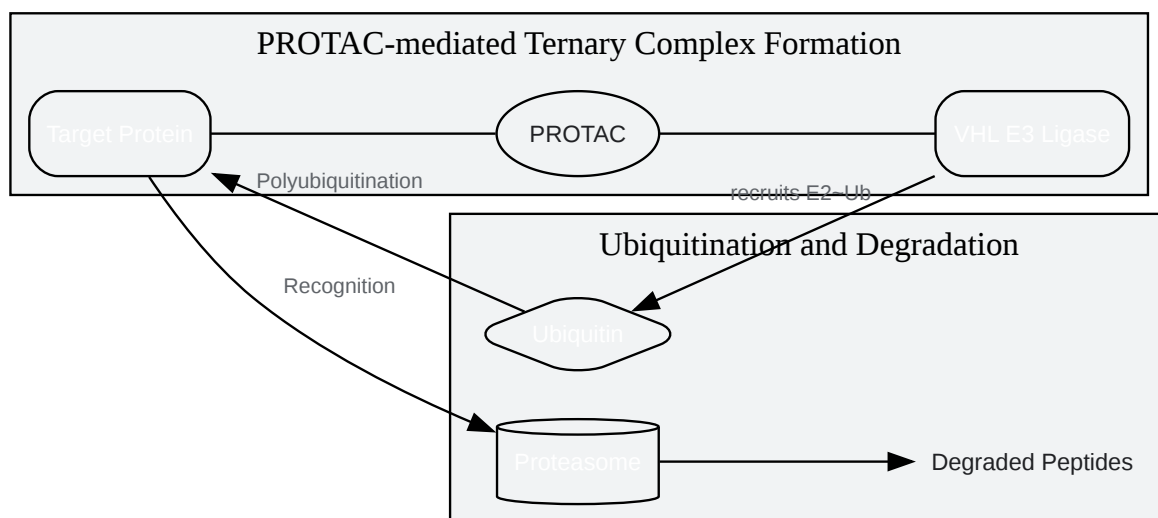 PROTAC-mediated Ternary Complex Formation
Target Protein
PROTAC
VHL E3 Ligase
Polyubiquitination
recruits E2~Ub
Ubiquitination and Degradation
Recognition
Ubiquitin
Proteasome
Degraded Peptides